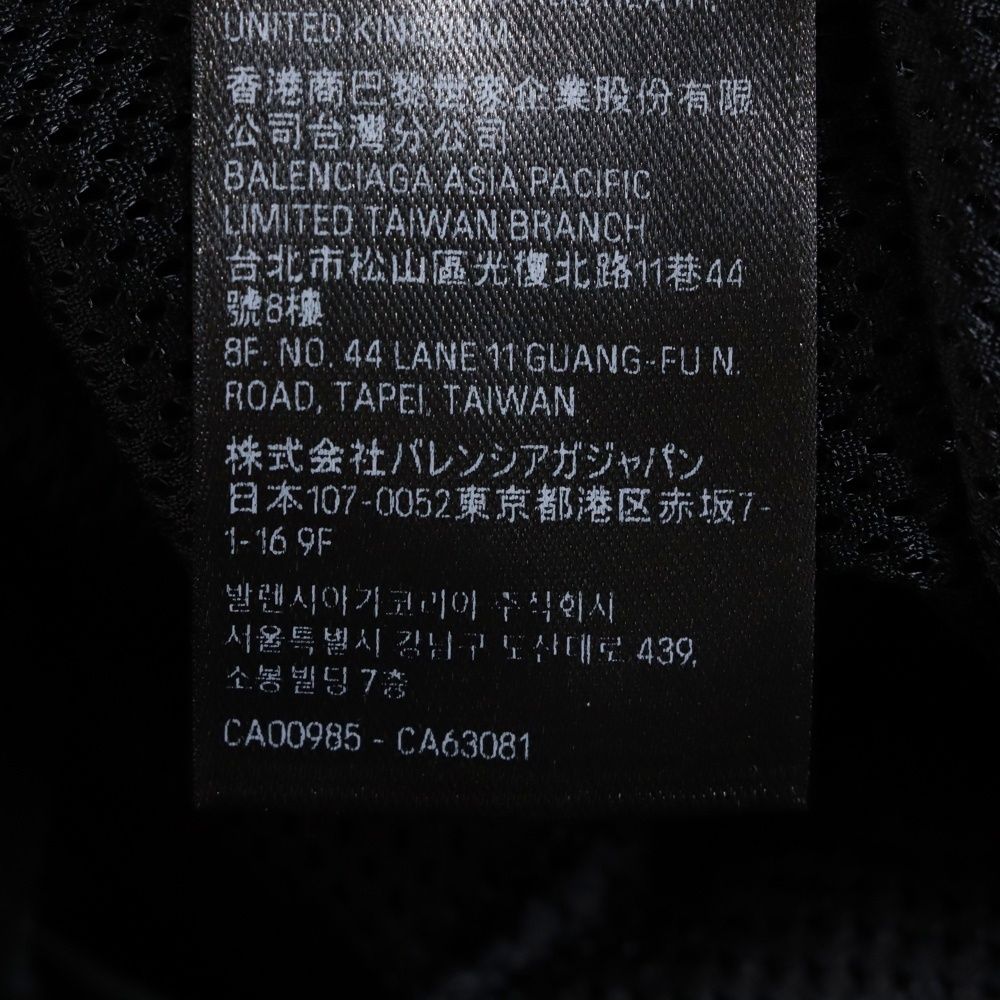 UNITED KINGDOM
香港商巴黎世家企業股份有限
公司台灣分公司
BALENCIAGA ASIA PACIFIC
LIMITED TAIWAN BRANCH
台北市松山區光復北路11巷44
號8樓
8F. NO. 44 LANE 11 GUANG-FU N.
ROAD, TAPEI, TAIWAN
株式会社バレンシアガジャパン
日本107-0052東京都港区赤坂7-
1-16 9F
발렌시아가코리아 주식회사
서울특별시 강남구 도산대로 439,
소봉빌딩 7층
CA00985 - CA63081